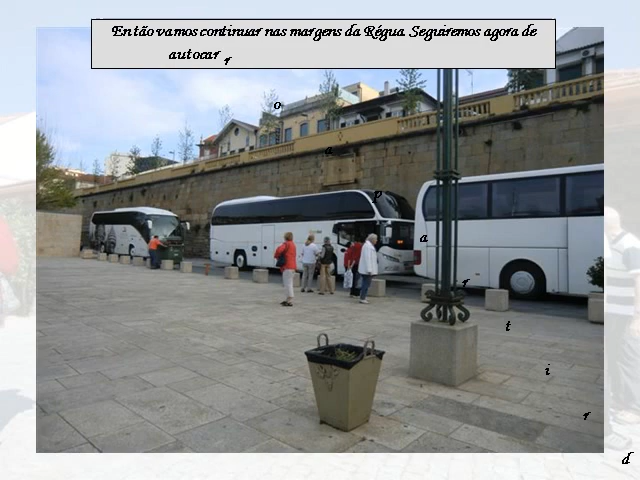 Então vamos continuar nas margens da Régua. Seguiremos agora de
autocar
r
o
a
p
a
r
t
i
r
d